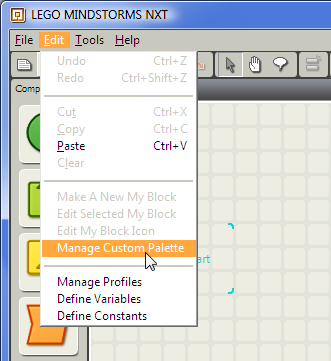 LEGO MINDSTORMS NXT
File Edit Tools Help
Undo Ctrl+Z
Redo Ctrl+Shift+Z
Comp
Cut Ctrl+X
Copy Ctrl+C
Paste Ctrl+V
Clear
Make A New My Block
Edit Selected My Block
Edit My Block Icon
Manage Custom Palette
art
Manage Profiles
Define Variables
Define Constants